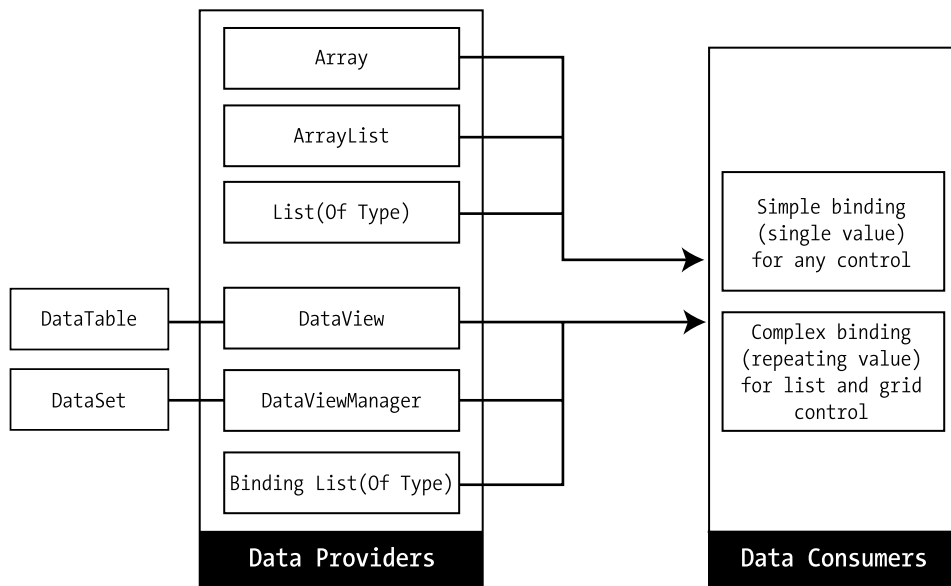 Array
ArrayList
List(Of Type)
DataTable
DataView
DataSet
DataViewManager
Binding List(Of Type)
Data Providers
Simple binding
(single value)
for any control
Complex binding
(repeating value)
for list and grid
control
Data Consumers